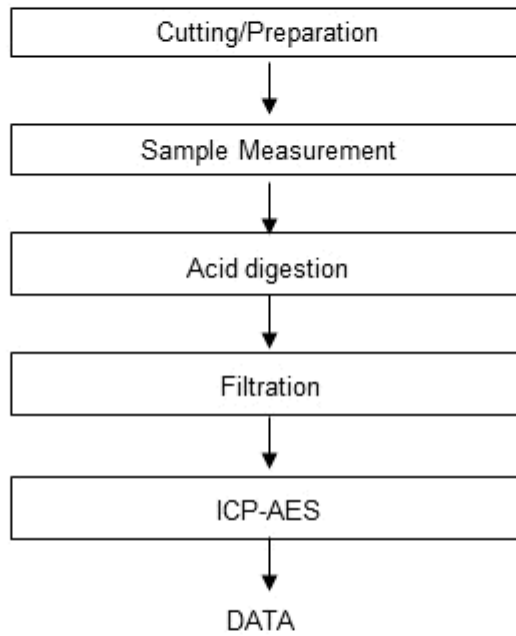 Cutting/Preparation
Sample Measurement
Acid digestion
Filtration
ICP-AES
DATA